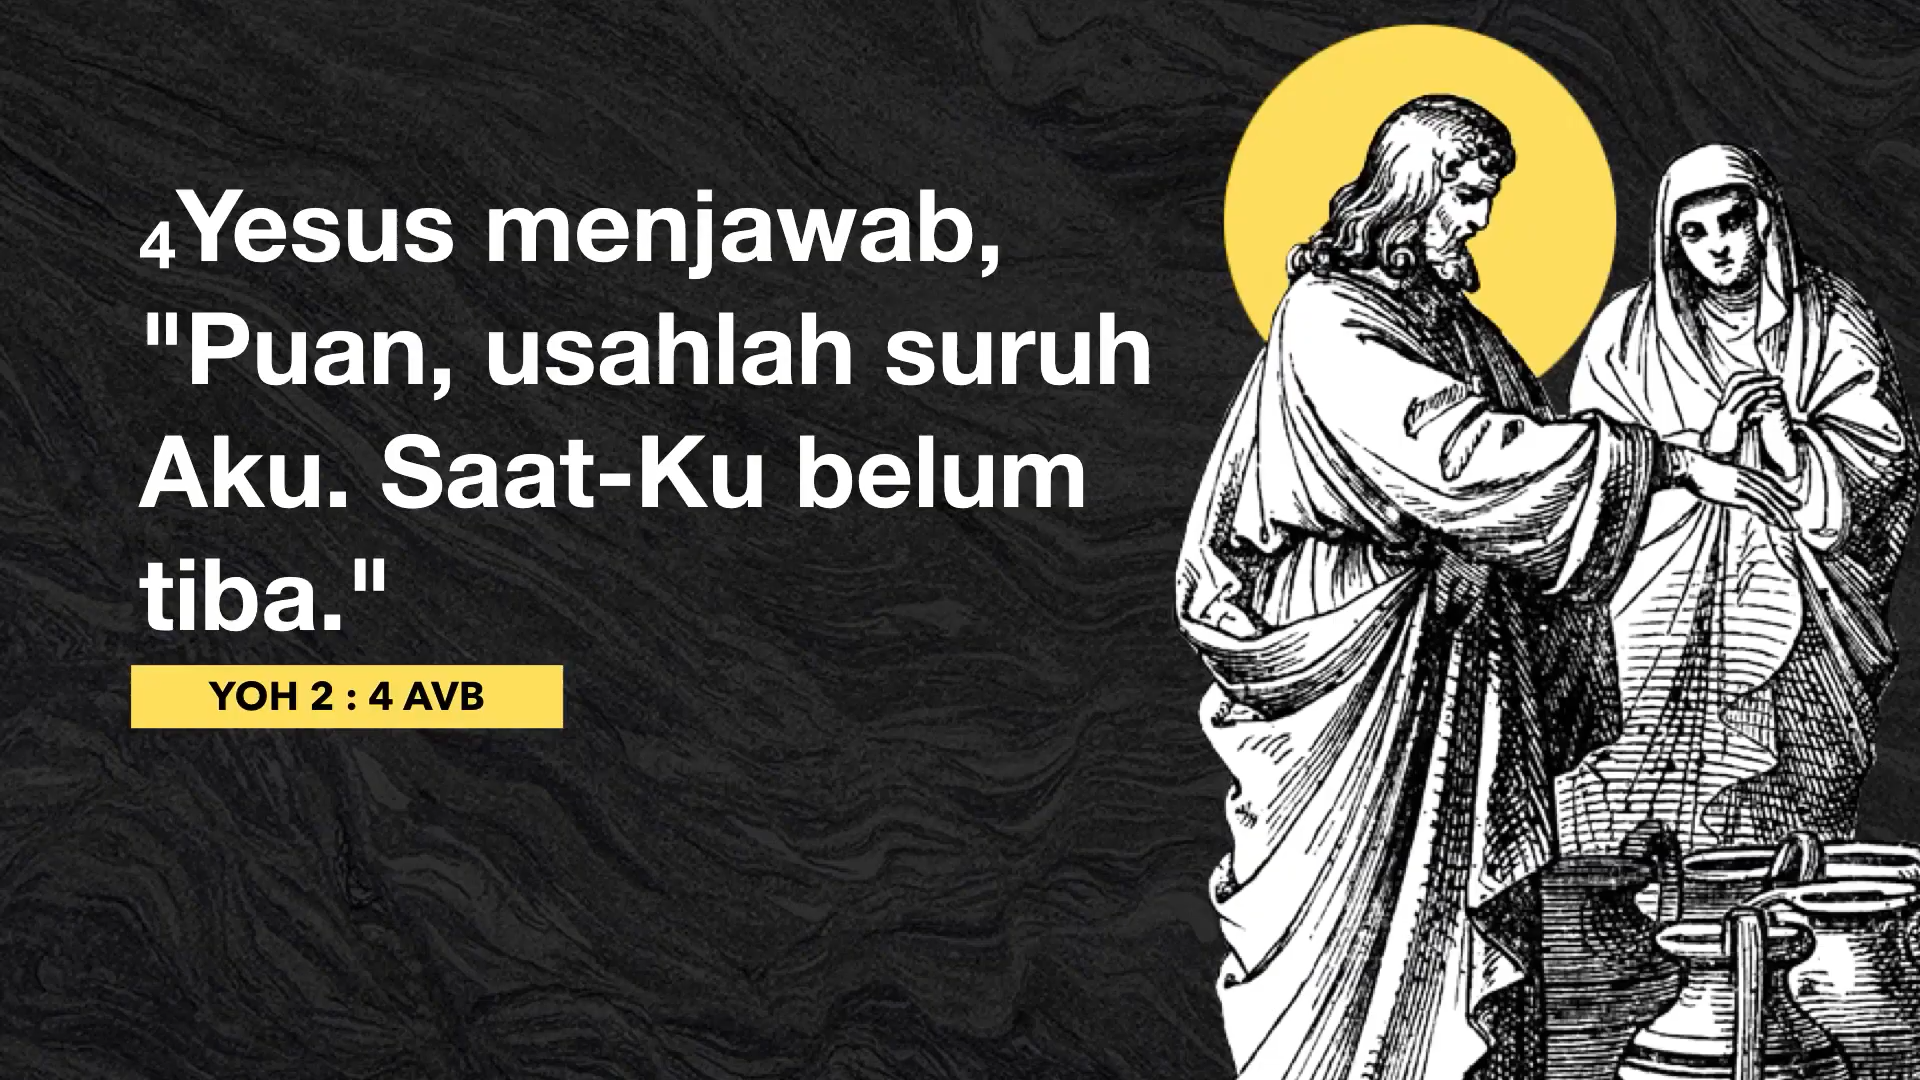 4Yesus menjawab,
"Puan, usahlah suruh
Aku. Saat-Ku belum
tiba."
YOH 2 : 4 AVB